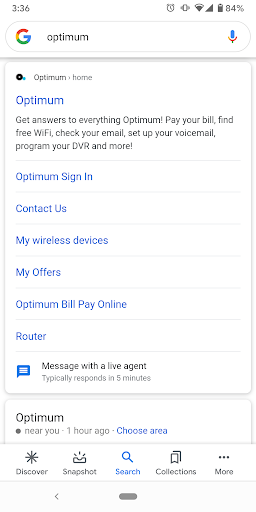 3:36
84%
optimum
Optimum › home
Optimum
Get answers to everything Optimum! Pay your bill, find
free WiFi, check your email, set up your voicemail,
program your DVR and more!
Optimum Sign In
Contact Us
My wireless devices
My Offers
Optimum Bill Pay Online
Router
Message with a live agent
Typically responds in 5 minutes
Optimum
near you · 1 hour ago · Choose area
Discover Snapshot Search Collections More